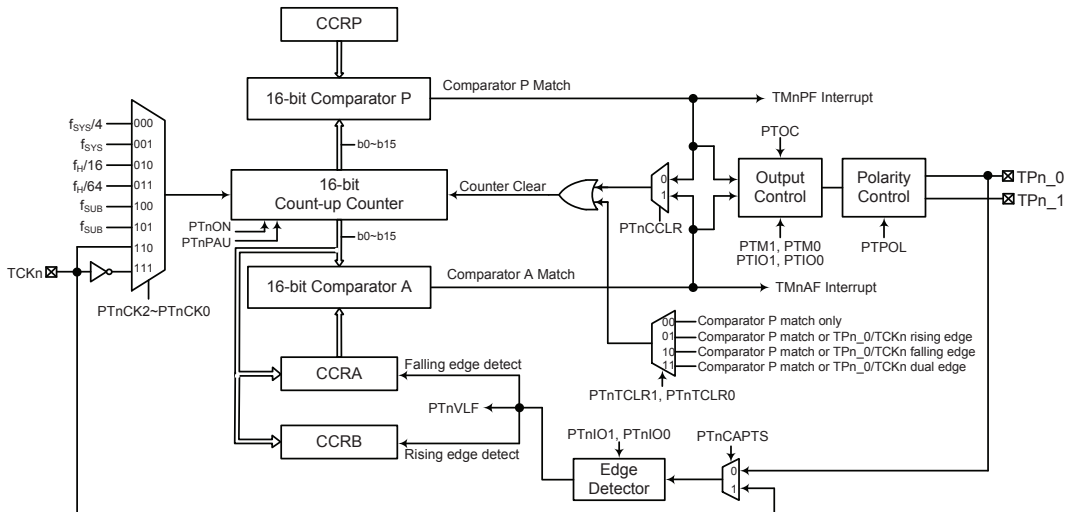 CCRP
16-bit Comparator P
Comparator P Match
TMnPF Interrupt
b0~b15
fSYS/4
fSYS
fH/16
fH/64
fSUB
fSUB
000
001
010
011
100
101
110
111
TCKn
PTnCK2~PTnCK0
16-bit
Count-up Counter
PTnON
PTnPAU
Counter Clear
0
1
PTnCCLR
PTOC
Output
Control
PTM1, PTM0
PTIO1, PTIO0
Polarity
Control
PTPOL
TPn_0
TPn_1
b0~b15
16-bit Comparator A
Comparator A Match
TMnAF Interrupt
00
01
10
11
Comparator P match only
Comparator P match or TPn_0/TCKn rising edge
Comparator P match or TPn_0/TCKn falling edge
Comparator P match or TPn_0/TCKn dual edge
PTnTCLR1, PTnTCLR0
CCRA
Falling edge detect
PTnVLF
CCRB
Rising edge detect
PTnIO1, PTnIO0
Edge
Detector
PTnCAPTS
0
1